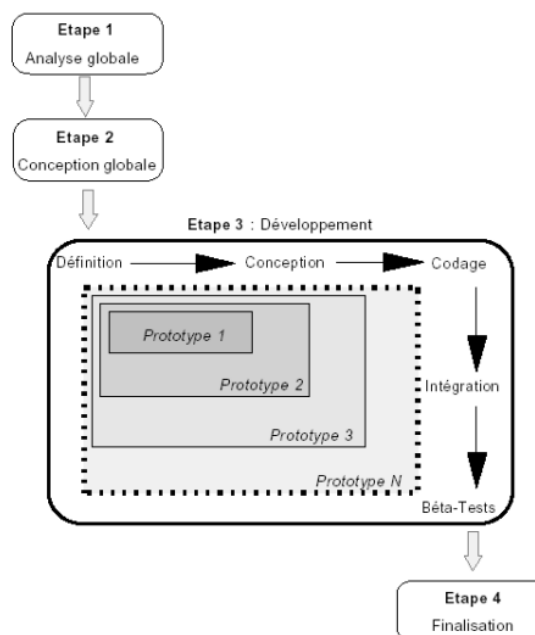 Etape 1
Analyse globale
Etape 2
Conception globale
Etape 3 : Développement
Définition
Conception
Codage
Prototype 1
Prototype 2
Intégration
Prototype 3
Prototype N
Béta-Tests
Etape 4
Finalisation